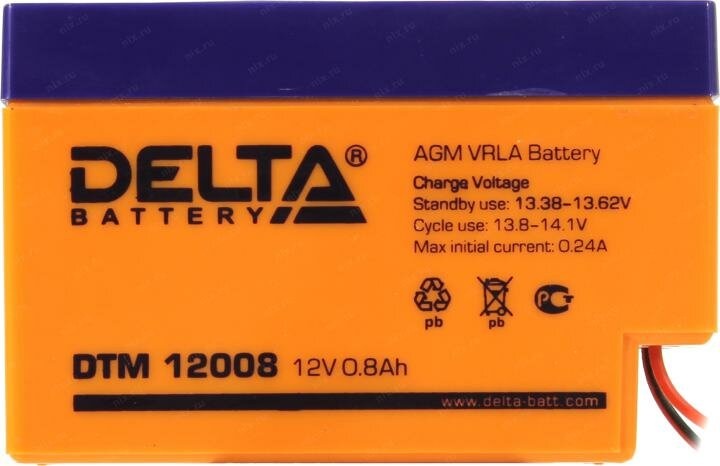 DELTA®
BATTERY
AGM VRLA Battery
Charge Voltage
Standby use: 13.38-13.62V
Cycle use: 13.8-14.1V
Max initial current: 0.24A
pb
pb
DTM 12008 12V 0.8Ah
www.delta-batt.com